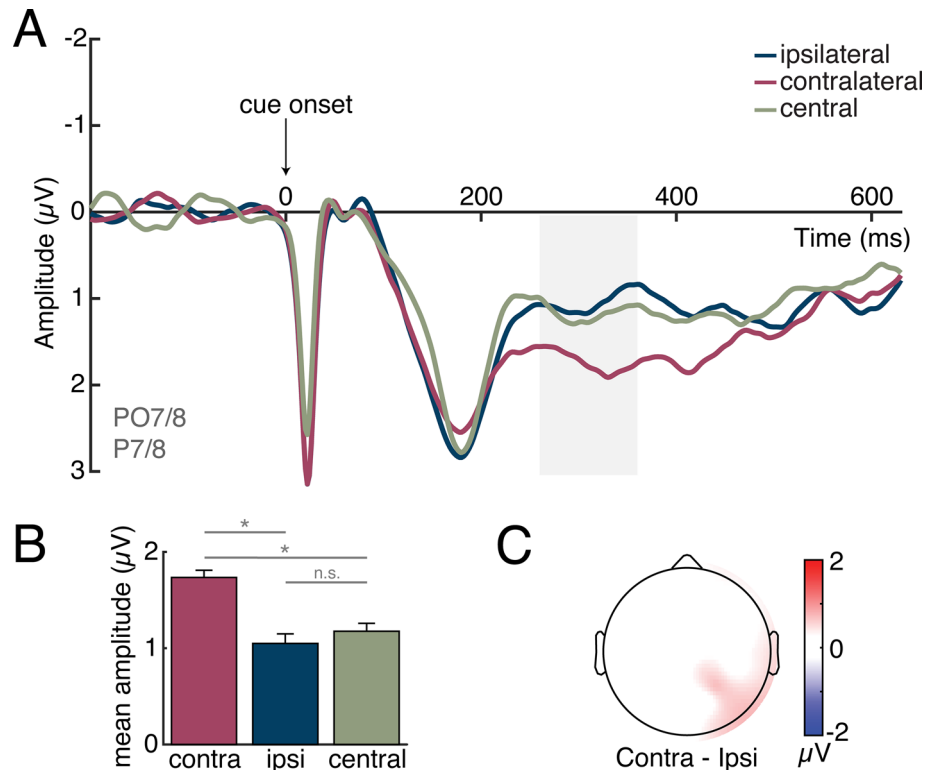 A
-2
ipsilateral
contralateral
central
cue onset
-1
Amplitude (µV)
0
0 200 400 600
Time (ms)
1
2
PO7/8
P7/8
3
B
mean amplitude (µV)
2
*
*
n.s.
1
0
contra ipsi central
C
2
0
-2
µV
Contra - Ipsi